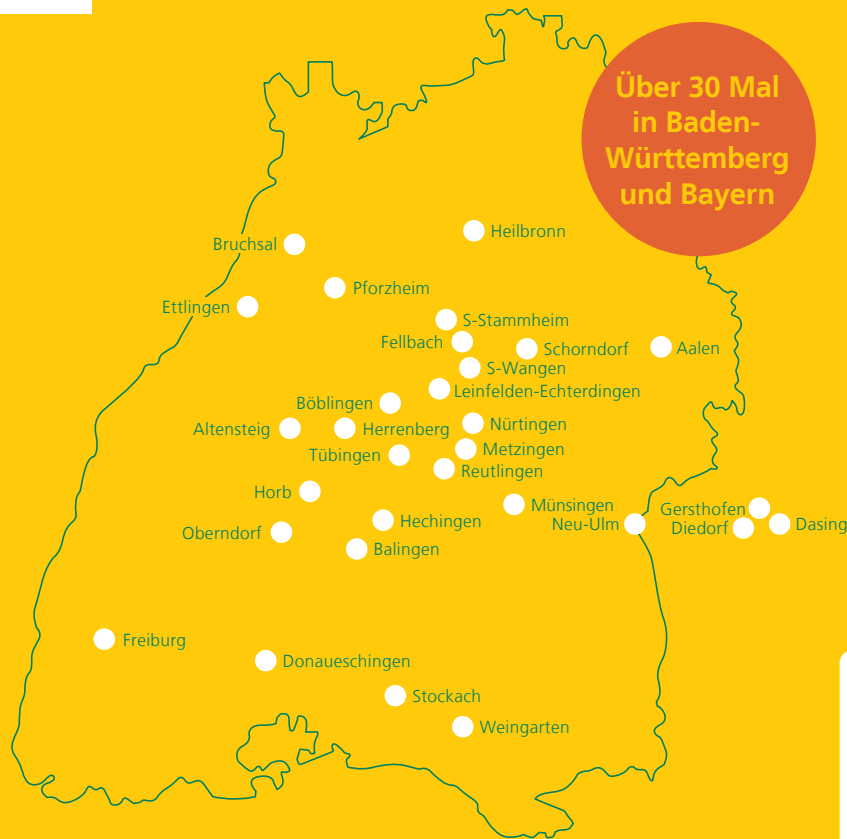 Über 30 Mal
in Baden-
Württemberg
und Bayern
Heilbronn
Bruchsal
Pforzheim
Ettlingen
S-Stammheim
Fellbach
Schorndorf
Aalen
S-Wangen
Leinfelden-Echterdingen
Böblingen
Altensteig
Herrenberg
Nürtingen
Tübingen
Metzingen
Reutlingen
Horb
Münsingen
Gersthofen
Hechingen
Neu-Ulm
Diedorf
Dasing
Oberndorf
Balingen
Freiburg
Donaueschingen
Stockach
Weingarten